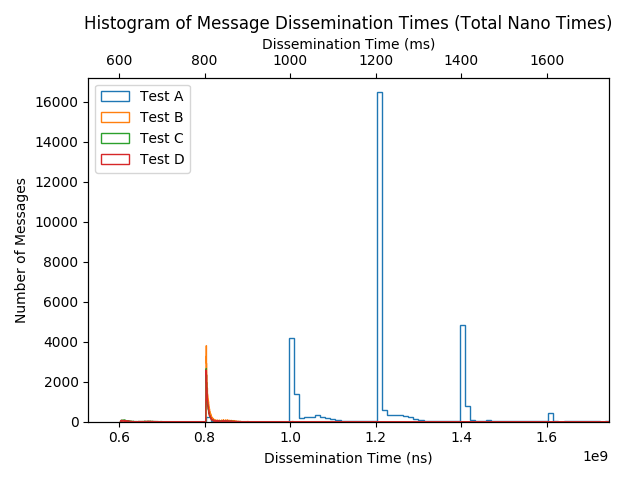 Histogram of Message Dissemination Times (Total Nano Times)
Dissemination Time (ms)
600 800 1000 1200 1400 1600
Test A
Test B
Test C
Test D
Number of Messages
16000
14000
12000
10000
8000
6000
4000
2000
0
0.6 0.8 1.0 1.2 1.4 1.6
1e9
Dissemination Time (ns)